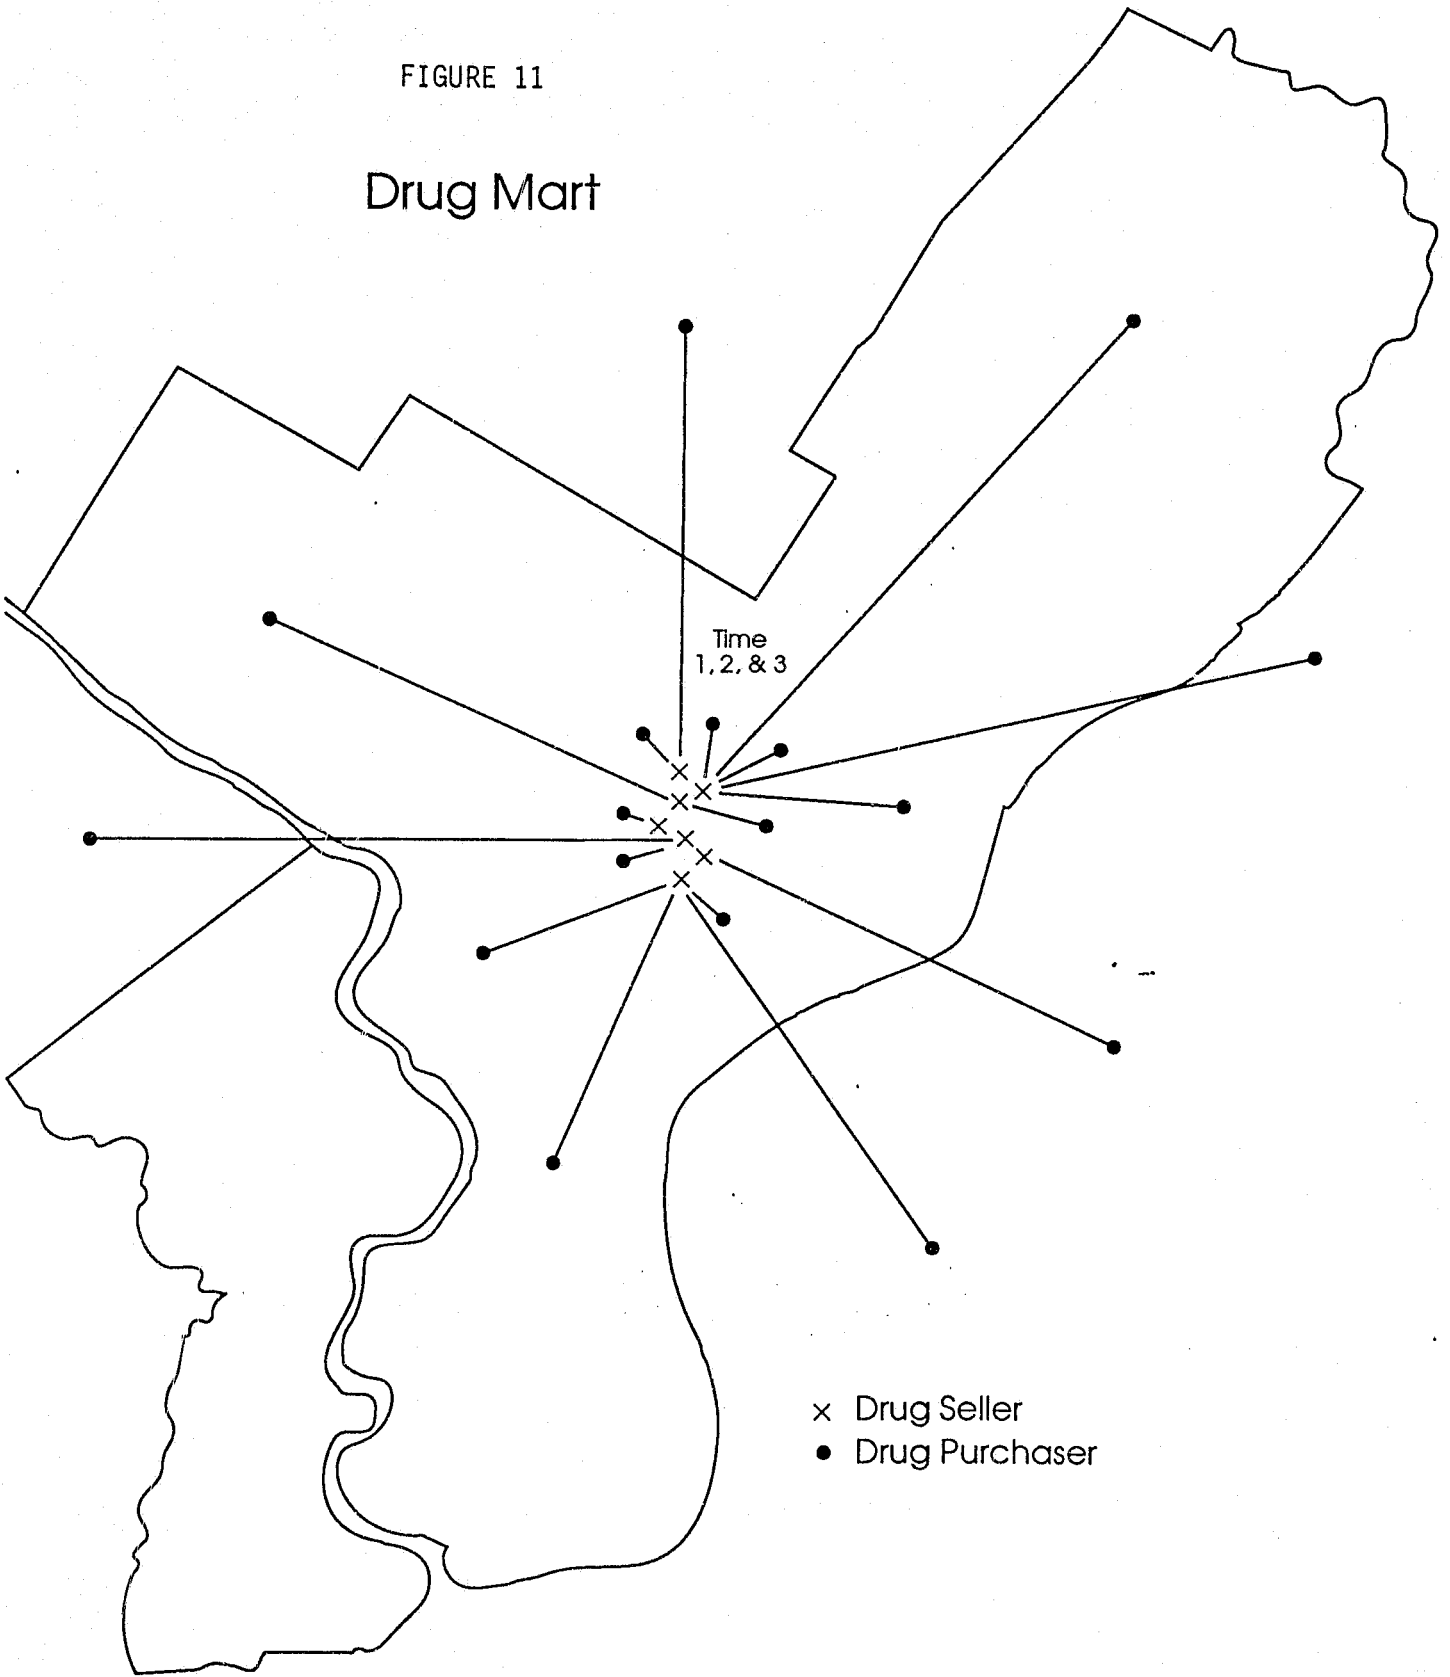 FIGURE 11
Drug Mart
Time
1, 2, & 3
× Drug Seller
● Drug Purchaser